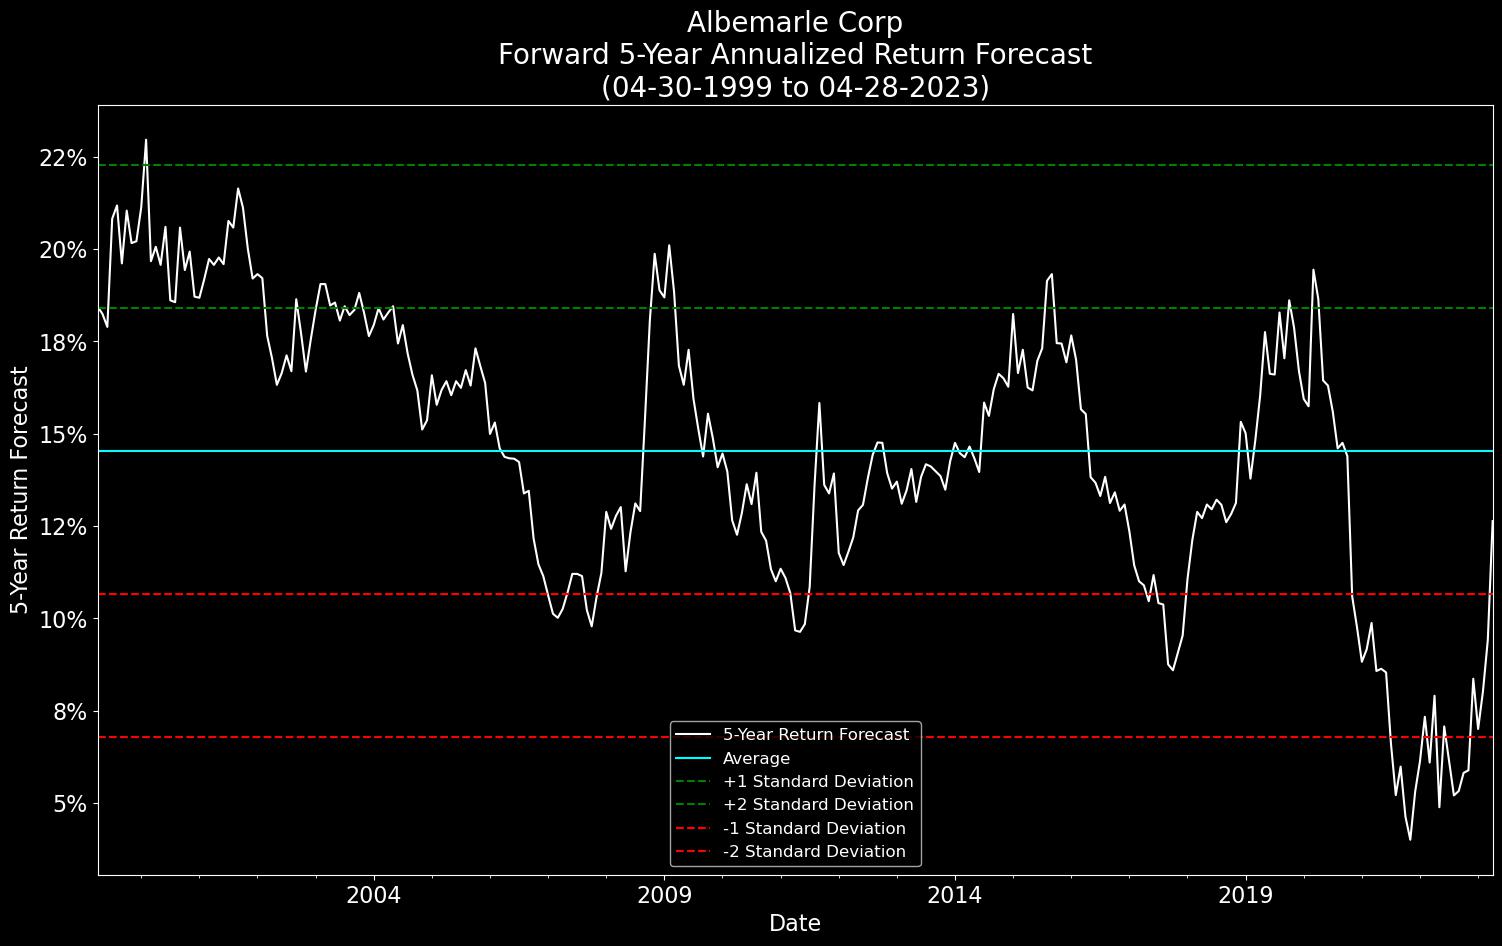 Albemarle Corp
Forward 5-Year Annualized Return Forecast
(04-30-1999 to 04-28-2023)
5-Year Return Forecast
22%
20%
18%
15%
12%
10%
8%
5%
5-Year Return Forecast
Average
+1 Standard Deviation
+2 Standard Deviation
-1 Standard Deviation
-2 Standard Deviation
2004
2009
2014
2019
Date